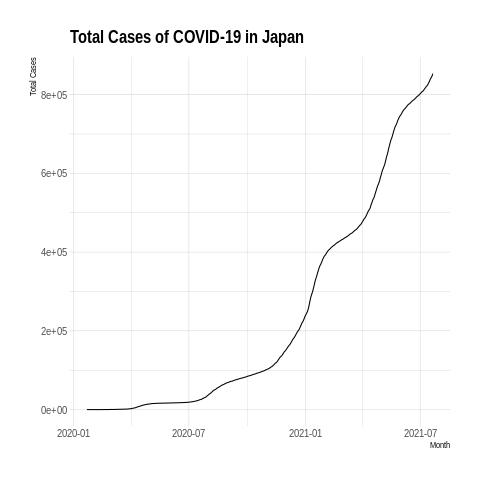 Total Cases of COVID-19 in Japan
Total Cases
8e+05
6e+05
4e+05
2e+05
0e+00
2020-01 2020-07 2021-01 2021-07
Month